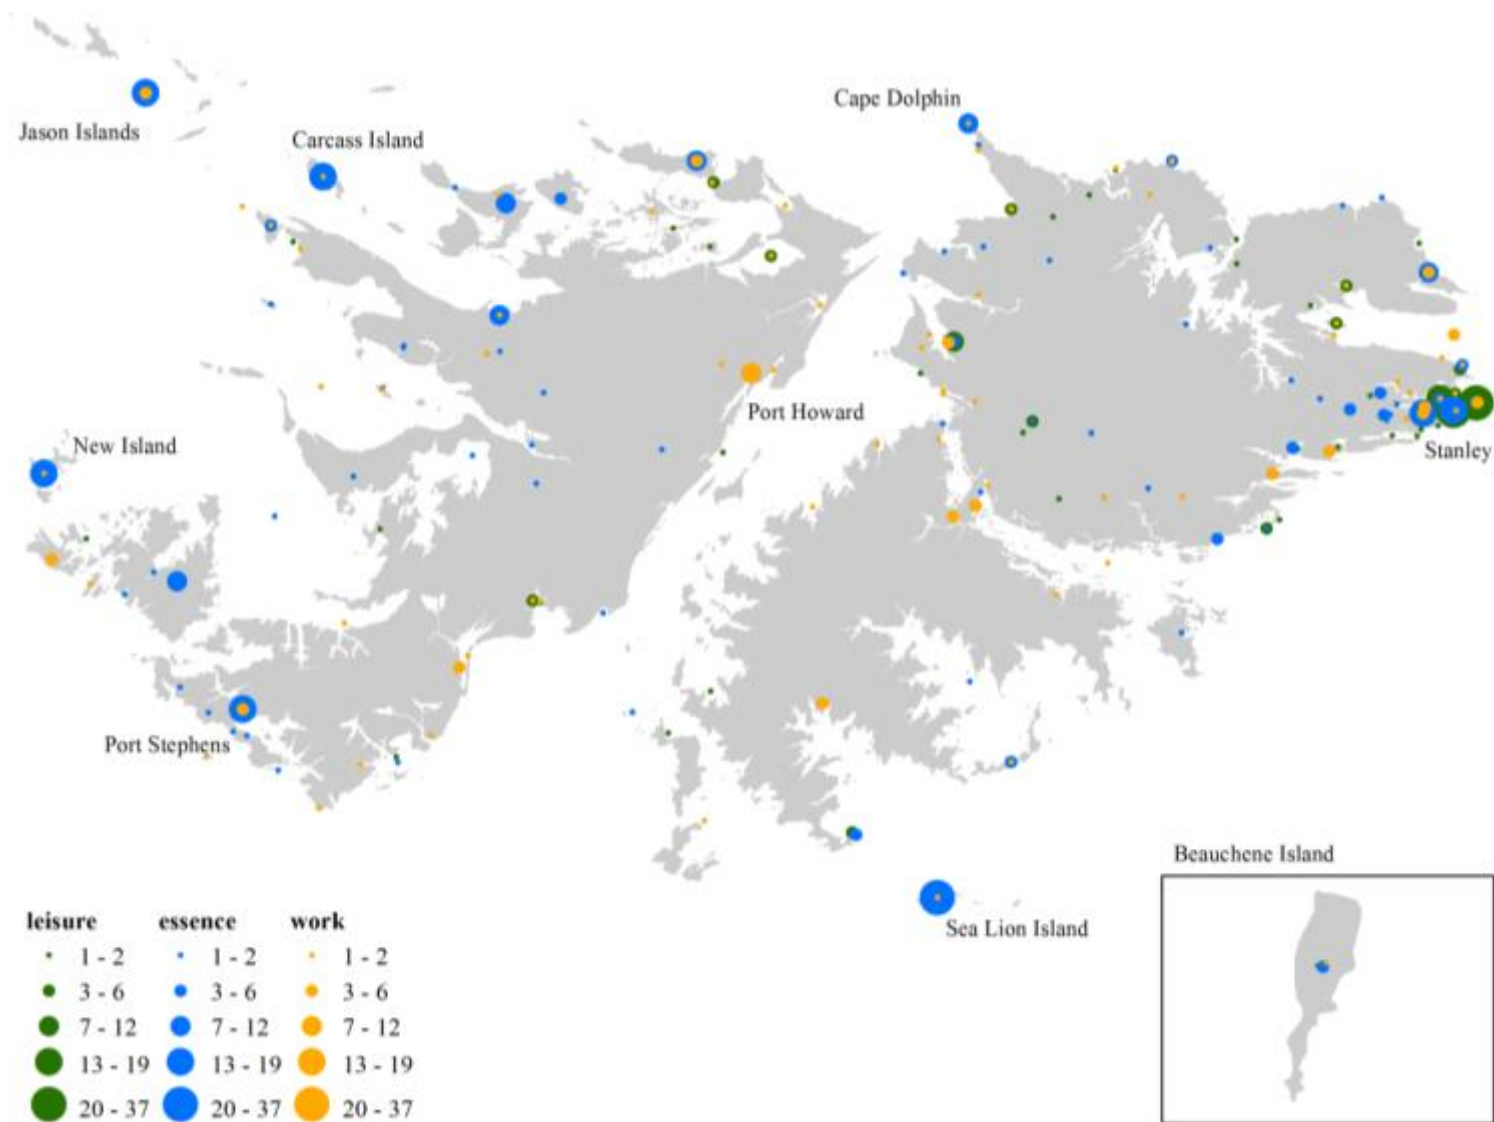 Cape Dolphin
Jason Islands
Carcass Island
Port Howard
New Island
Stanley
Port Stephens
Beauchene Island
Sea Lion Island
leisure essence work
1 - 2 1 - 2 1 - 2
3 - 6 3 - 6 3 - 6
7 - 12 7 - 12 7 - 12
13 - 19 13 - 19 13 - 19
20 - 37 20 - 37 20 - 37